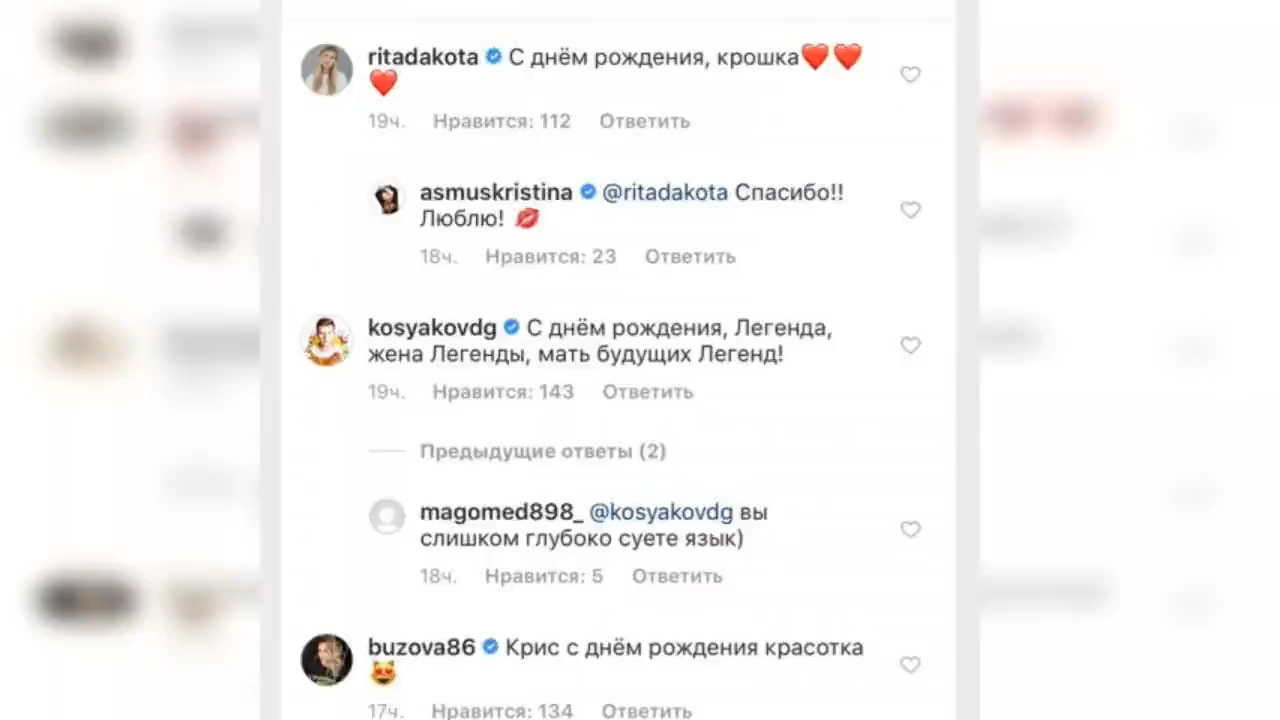 ritadakota С днём рождения, крошка❤️❤️
❤️
19ч. Нравится: 112 Ответить
asmuskristina @ritadakota Спасибо!!
Люблю! 💋
18ч. Нравится: 23 Ответить
kosyakovdg С днём рождения, Легенда,
жена Легенды, мать будущих Легенд!
19ч. Нравится: 143 Ответить
Предыдущие ответы (2)
magomed898_ @kosyakovdg вы
слишком глубоко суете язык)
18ч. Нравится: 5 Ответить
buzova86 Крис с днём рождения красотка
😻
17ч. Нравится: 134 Ответить